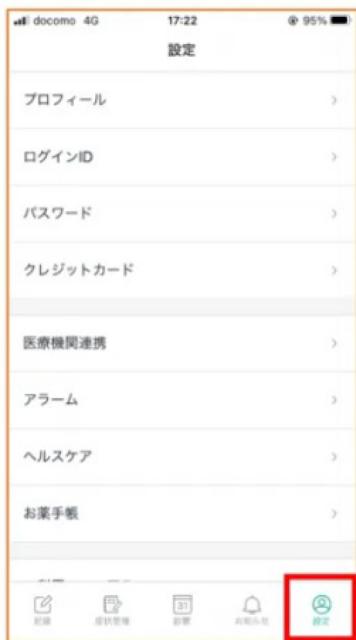 docomo 4G 17:22 95%
設定
プロフィール
ログインID
パスワード
クレジットカード
医療機関連携
アラーム
ヘルスケア
お薬手帳
31
記録 症状管理 診察 お知らせ 設定